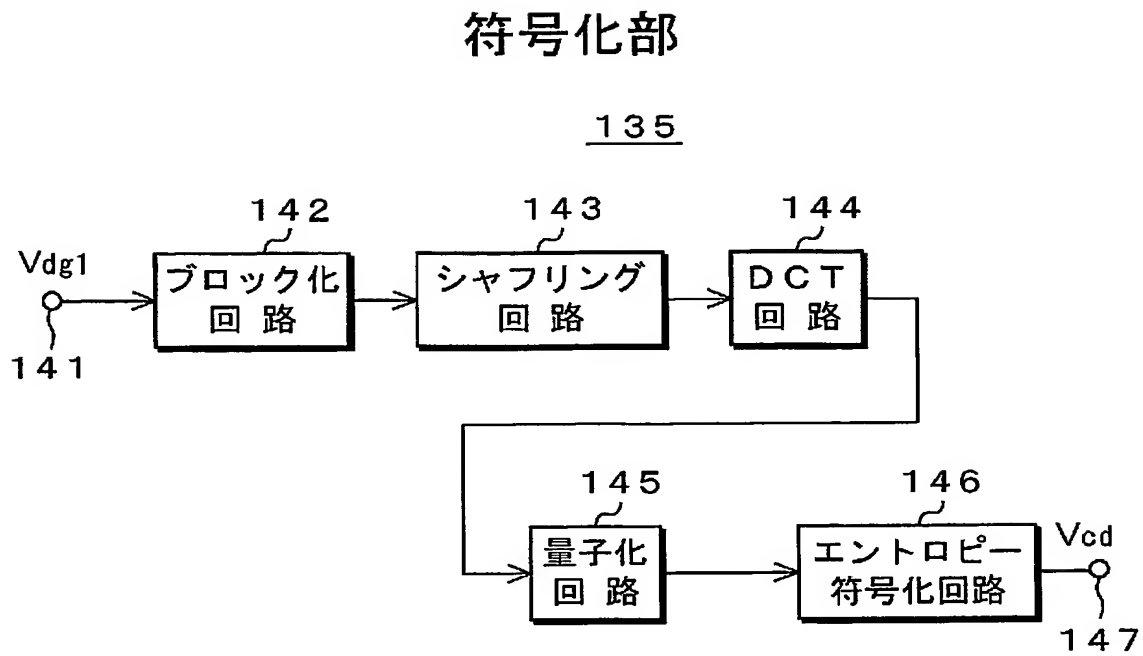 符号化部
135
142
143
144
Vdg1
ブロック化
回路
シャフリング
回路
DCT
回路
141
145
146
量子化
回路
エントロピー
符号化回路
Vcd
147